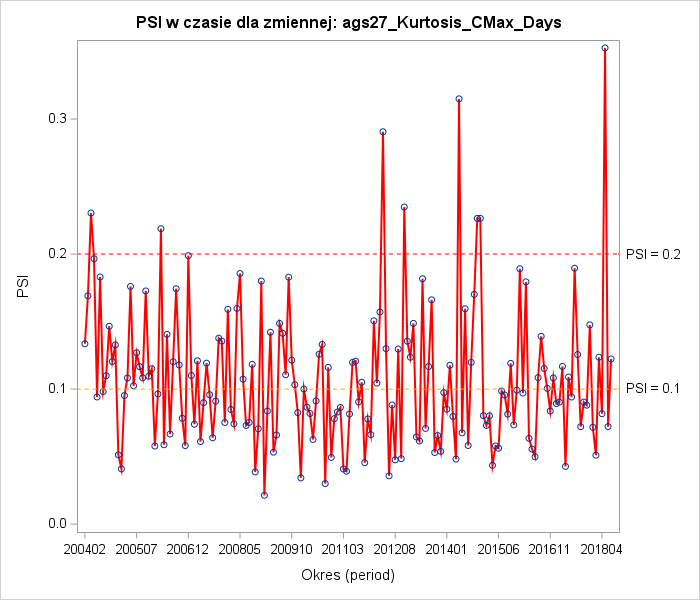 PSI w czasie dla zmiennej: ags27_Kurtosis_CMax_Days
PSI
0.3
0.2
0.1
0.0
PSI = 0.2
PSI = 0.1
200402 200507 200612 200805 200910 201103 201208 201401 201506 201611 201804
Okres (period)